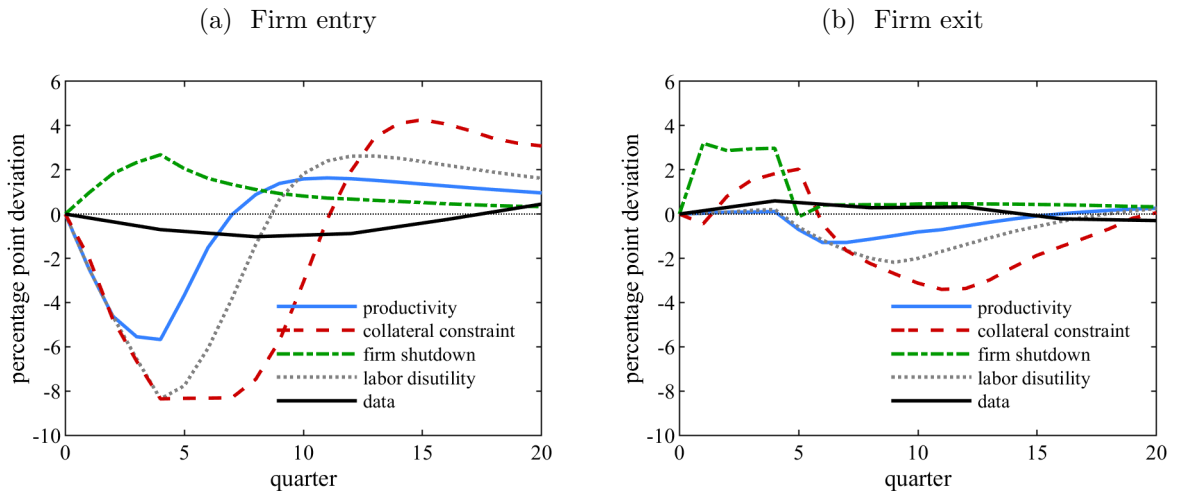 (a) Firm entry
6
4
2
0
-2
-4
-6
-8
-10
percentage point deviation
productivity
collateral constraint
firm shutdown
labor disutility
data
0
5
10
15
20
quarter
(b) Firm exit
6
4
2
0
-2
-4
-6
-8
-10
percentage point deviation
productivity
collateral constraint
firm shutdown
labor disutility
data
0
5
10
15
20
quarter